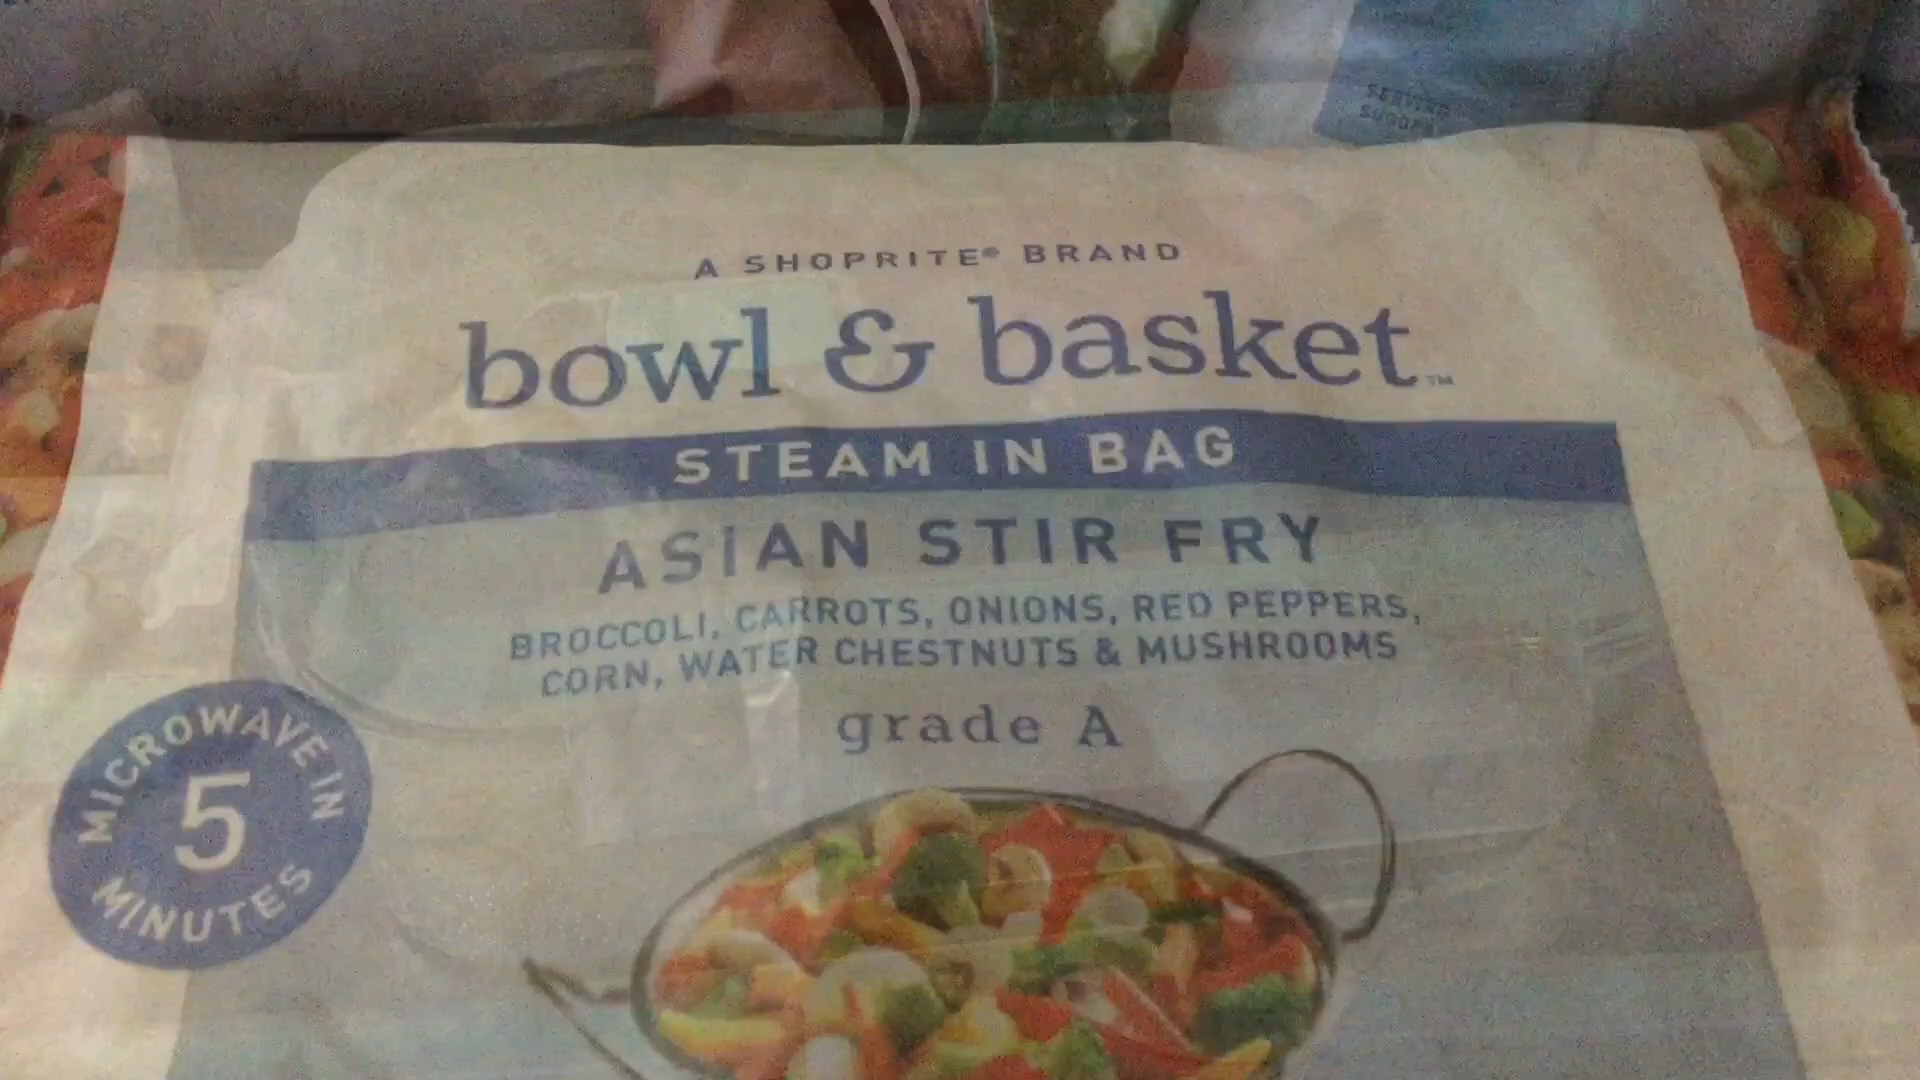 SERVING
A SHOPRITE® BRAND
bowl & basket™
STEAM IN BAG
ASIAN STIR FRY
BROCCOLI, CARROTS, ONIONS, RED PEPPERS,
CORN, WATER CHESTNUTS & MUSHROOMS
grade A
MICROWAVE IN
5
MINUTES